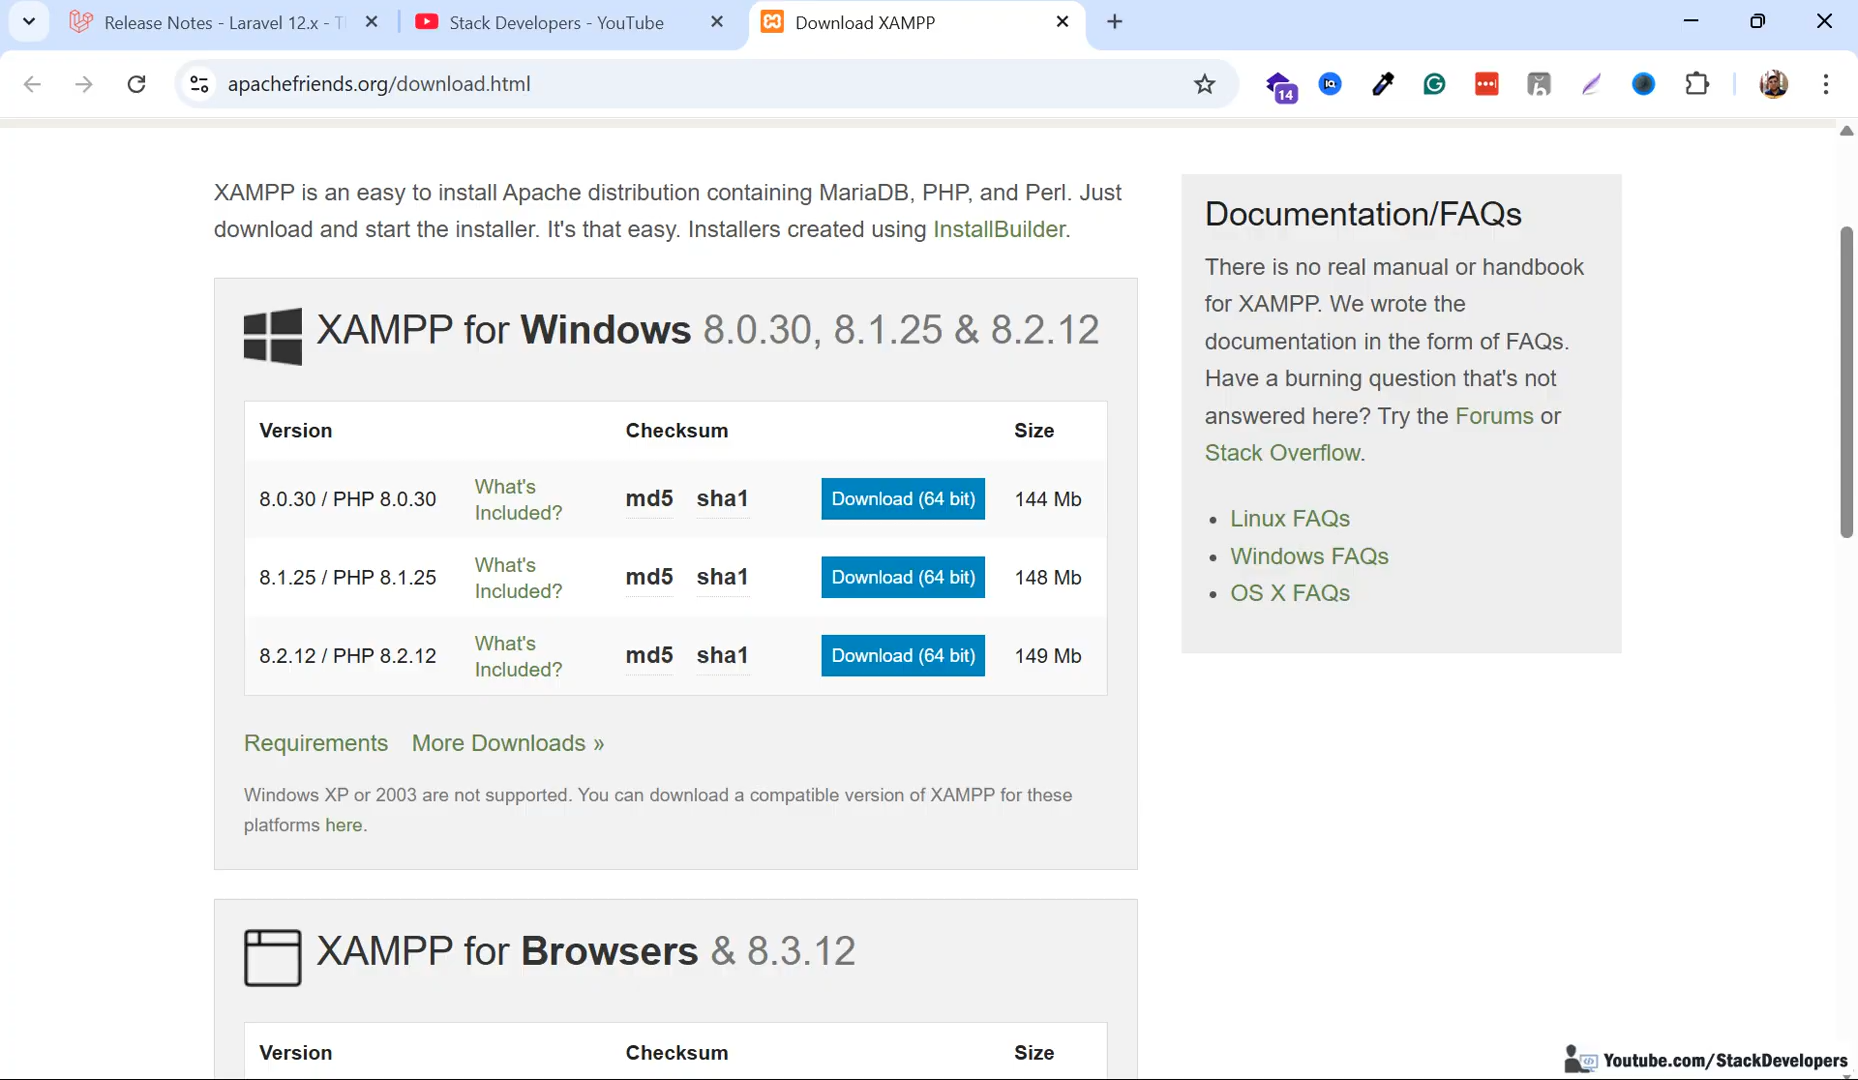 Release Notes - Laravel 12.x - T
Stack Developers - YouTube
Download XAMPP
apachefriends.org/download.html
14
IQ
XAMPP is an easy to install Apache distribution containing MariaDB, PHP, and Perl. Just
download and start the installer. It's that easy. Installers created using InstallBuilder.
XAMPP for Windows 8.0.30, 8.1.25 & 8.2.12
Version Checksum Size
8.0.30 / PHP 8.0.30 What's Included? md5 sha1 Download (64 bit) 144 Mb
8.1.25 / PHP 8.1.25 What's Included? md5 sha1 Download (64 bit) 148 Mb
8.2.12 / PHP 8.2.12 What's Included? md5 sha1 Download (64 bit) 149 Mb
Requirements More Downloads »
Windows XP or 2003 are not supported. You can download a compatible version of XAMPP for these
platforms here.
XAMPP for Browsers & 8.3.12
Version Checksum Size
Documentation/FAQs
There is no real manual or handbook
for XAMPP. We wrote the
documentation in the form of FAQs.
Have a burning question that's not
answered here? Try the Forums or
Stack Overflow.
• Linux FAQs
• Windows FAQs
• OS X FAQs
Youtube.com/StackDevelopers